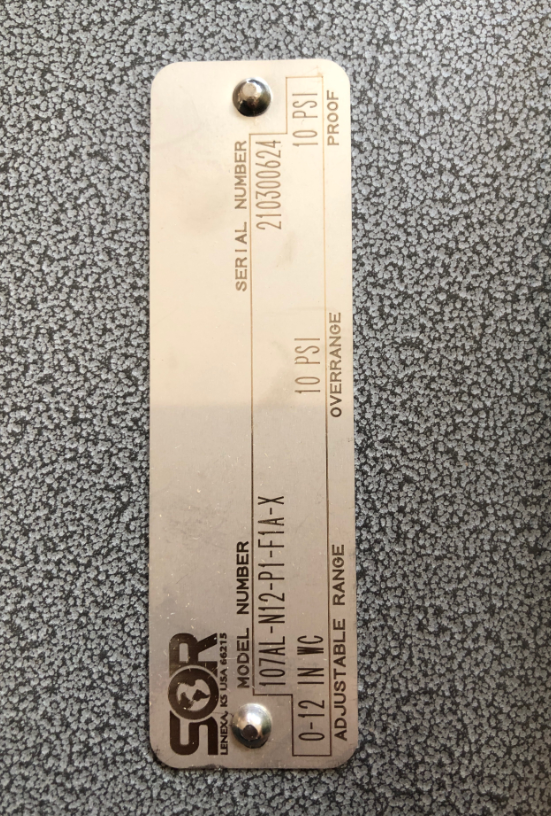 SOR
LENEXA, KS USA 66215
MODEL NUMBER SERIAL NUMBER
107AL-N12-P1-F1A-X 210300624
0-12 IN WC 10 PSI 10 PSI
ADJUSTABLE RANGE OVERRANGE PROOF